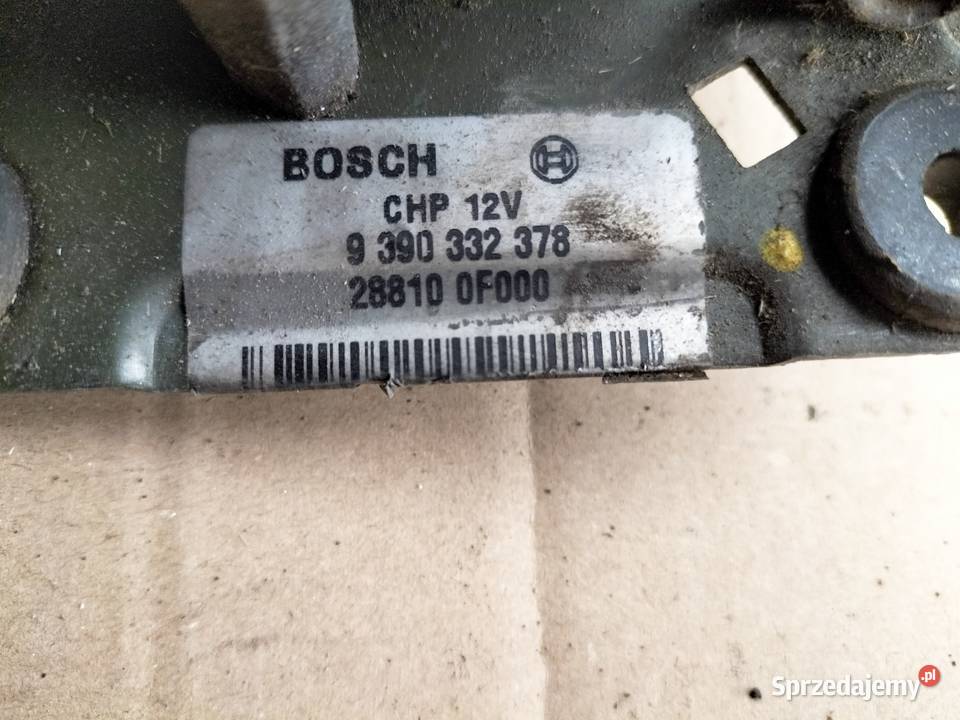 BOSCH
CHP 12V
9 390 332 378
28810 0F000
Sprzedajemy.pl